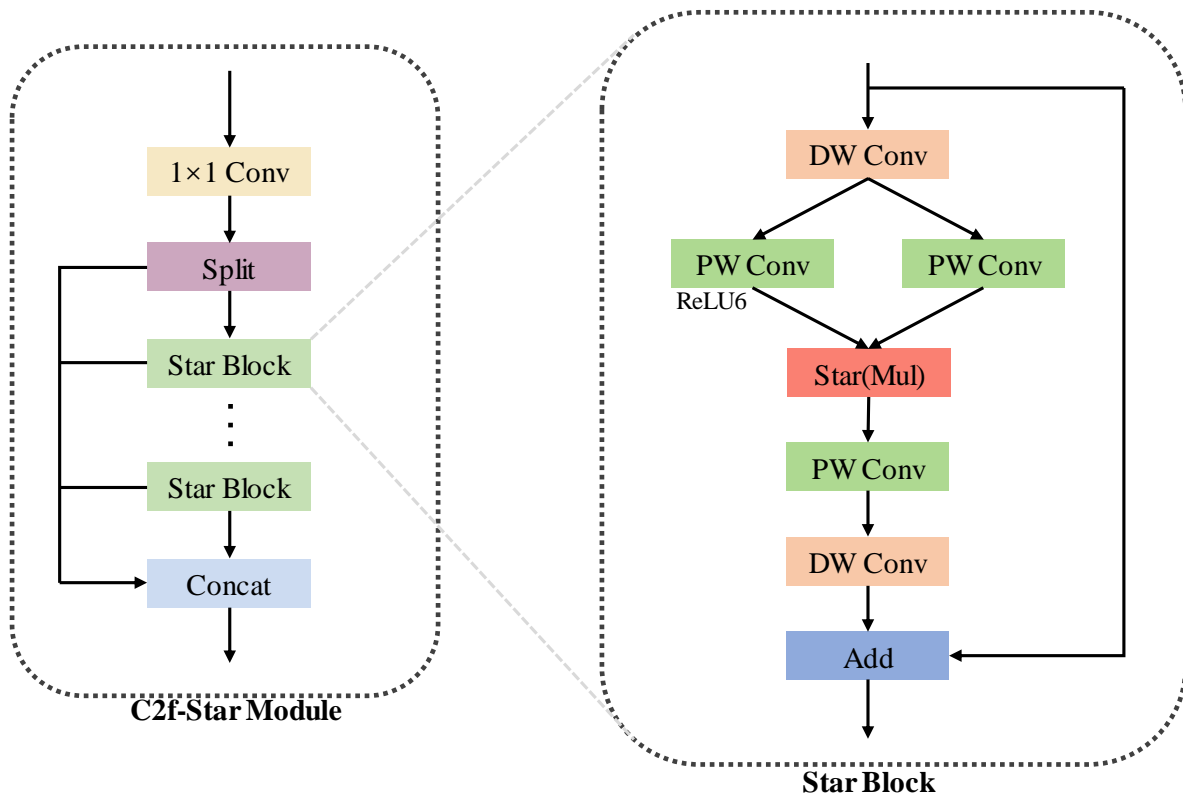 1×1 Conv
Split
Star Block
Star Block
Concat
C2f-Star Module
DW Conv
PW Conv PW Conv
ReLU6
Star(Mul)
PW Conv
DW Conv
Add
Star Block